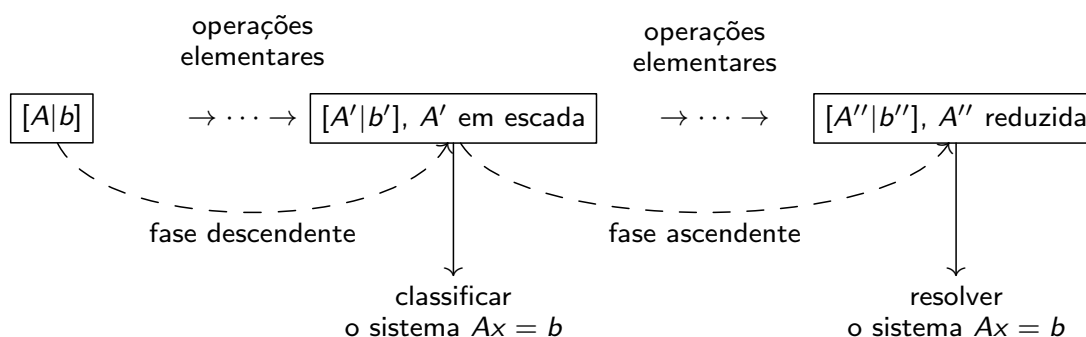 operações
elementares
operações
elementares
[A|b]
→ ··· →
[A′|b′], A′ em escada
→ ··· →
[A′′|b′′], A′′ reduzida
fase descendente
fase ascendente
classificar
o sistema Ax = b
resolver
o sistema Ax = b